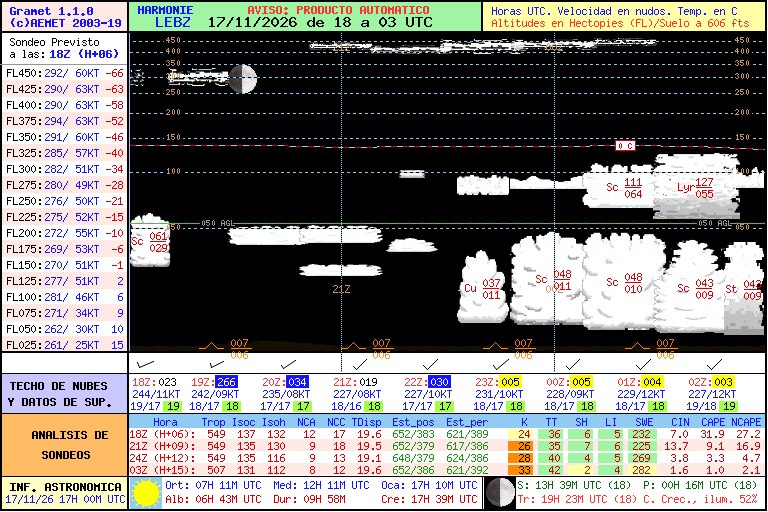 Gramet 1.1.0
(c)AEMET 2003-19
HARMONIE
LEBZ
AVISO: PRODUCTO AUTOMATICO
17/11/2026 de 18 a 03 UTC
Horas UTC. Velocidad en nudos. Temp. en C
Altitudes en Hectopies (FL)/Suelo a 606 fts
Sondeo Previsto
a las: 18Z (H+06)
FL450: 292/ 60KT -66
FL425: 290/ 63KT -63
FL400: 290/ 60KT -58
FL375: 294/ 63KT -52
FL350: 291/ 60KT -46
FL325: 285/ 57KT -40
FL300: 282/ 51KT -34
FL275: 280/ 49KT -28
FL250: 276/ 50KT -21
FL225: 275/ 52KT -15
FL200: 272/ 55KT -10
FL175: 269/ 53KT -6
FL150: 270/ 51KT -1
FL125: 277/ 51KT 2
FL100: 281/ 46KT 6
FL075: 271/ 34KT 9
FL050: 262/ 30KT 10
FL025: 261/ 25KT 15
450 450
400 400
350 350
300
250 250
200 200
150 150
0 C
100 100
Sc 111
064
Lyr 127
055
050 AGL 050 AGL
Sc 061
029
Cu 037
011
Sc 048
011
Sc 048
010
Sc 043
009
St 042
009
21Z
007 007 007
006 006 006
TECHO DE NUBES
Y DATOS DE SUP.
18Z:023 19Z:266 20Z:034 21Z:019 22Z:030 23Z:005 00Z:005 01Z:004 02Z:003
244/11KT 242/09KT 235/08KT 227/08KT 227/10KT 231/10KT 228/09KT 229/12KT 227/12KT
19/17 19 18/17 18 18/17 18 18/16 18 18/17 18 18/17 18 18/17 18 18/17 18 19/18 19
ANALISIS DE
SONDEOS
Hora Trop Isoc Isoh NCA NCC TDisp Est_pos Est_per K TT SH LI SWE CIN CAPE NCAPE
18Z (H+06): 549 137 132 12 17 19.6 652/383 621/389 24 36 6 5 232 7.0 31.9 27.2
21Z (H+09): 549 135 130 9 18 19.5 652/379 617/386 26 35 7 6 225 13.7 9.1 16.9
24Z (H+12): 549 135 116 9 13 19.1 648/379 624/386 28 40 4 5 269 3.8 3.3 4.7
03Z (H+15): 507 131 112 8 12 19.5 652/379 621/386 33 42 2 4 282 1.6 1.0 2.1
INF. ASTRONOMICA
17/11/26 17H 00M UTC
Ort: 07H 11M UTC Med: 12H 11M UTC Oca: 17H 10M UTC
Alb: 06H 43M UTC Dur: 09H 58M Cre: 17H 39M UTC
S: 13H 39M UTC (18) P: 00H 16M UTC (18)
Tr: 19H 23M UTC (18) C. Crec., ilum. 52%